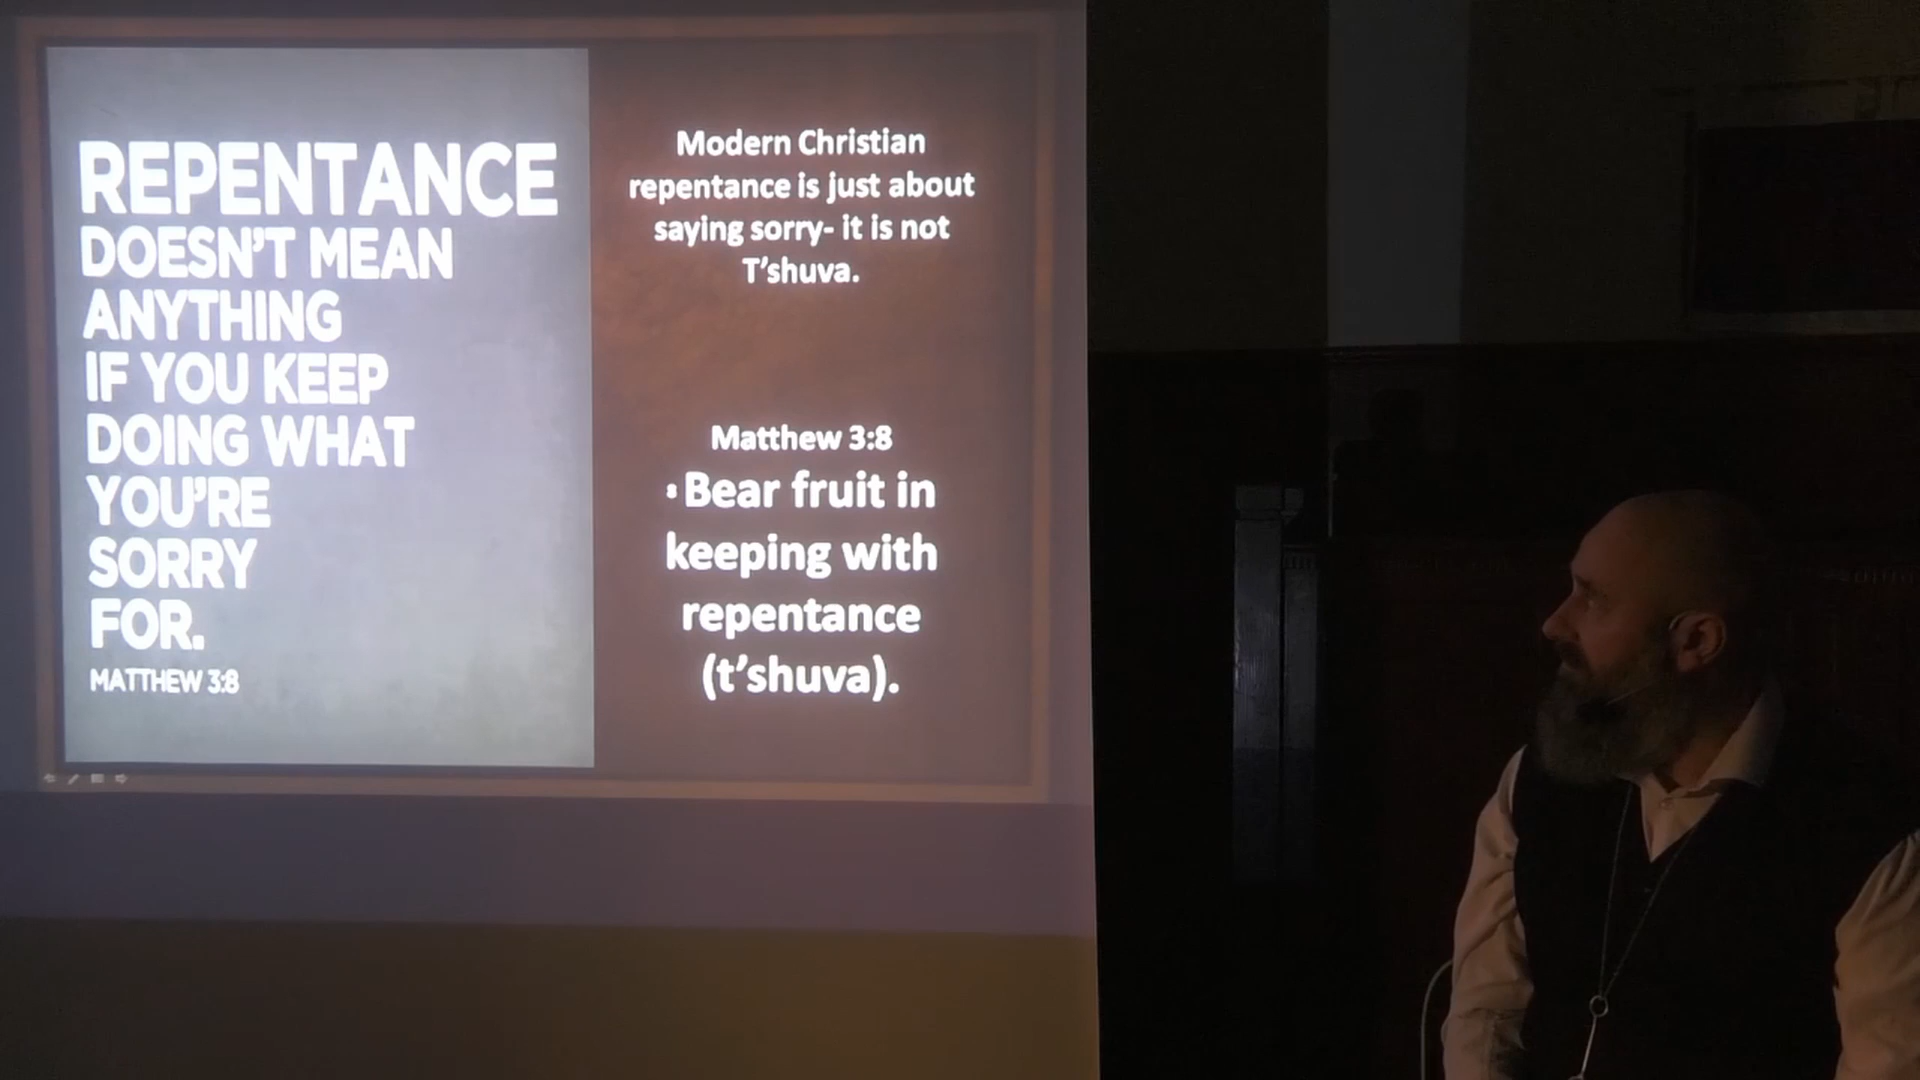 REPENTANCE
DOESN'T MEAN
ANYTHING
IF YOU KEEP
DOING WHAT
YOU'RE
SORRY
FOR.
MATTHEW 3:8
Modern Christian
repentance is just about
saying sorry- it is not
T'shuva.
Matthew 3:8
8 Bear fruit in
keeping with
repentance
(t'shuva).